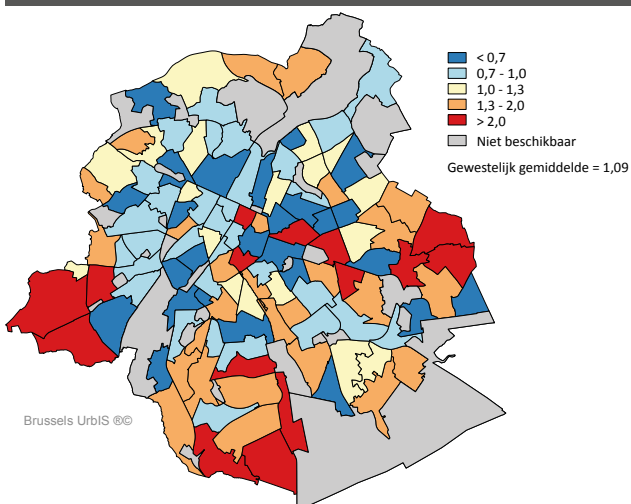 < 0,7
0,7 - 1,0
1,0 - 1,3
1,3 - 2,0
> 2,0
Niet beschikbaar
Gewestelijk gemiddelde = 1,09
Brussels UrbIS ®©